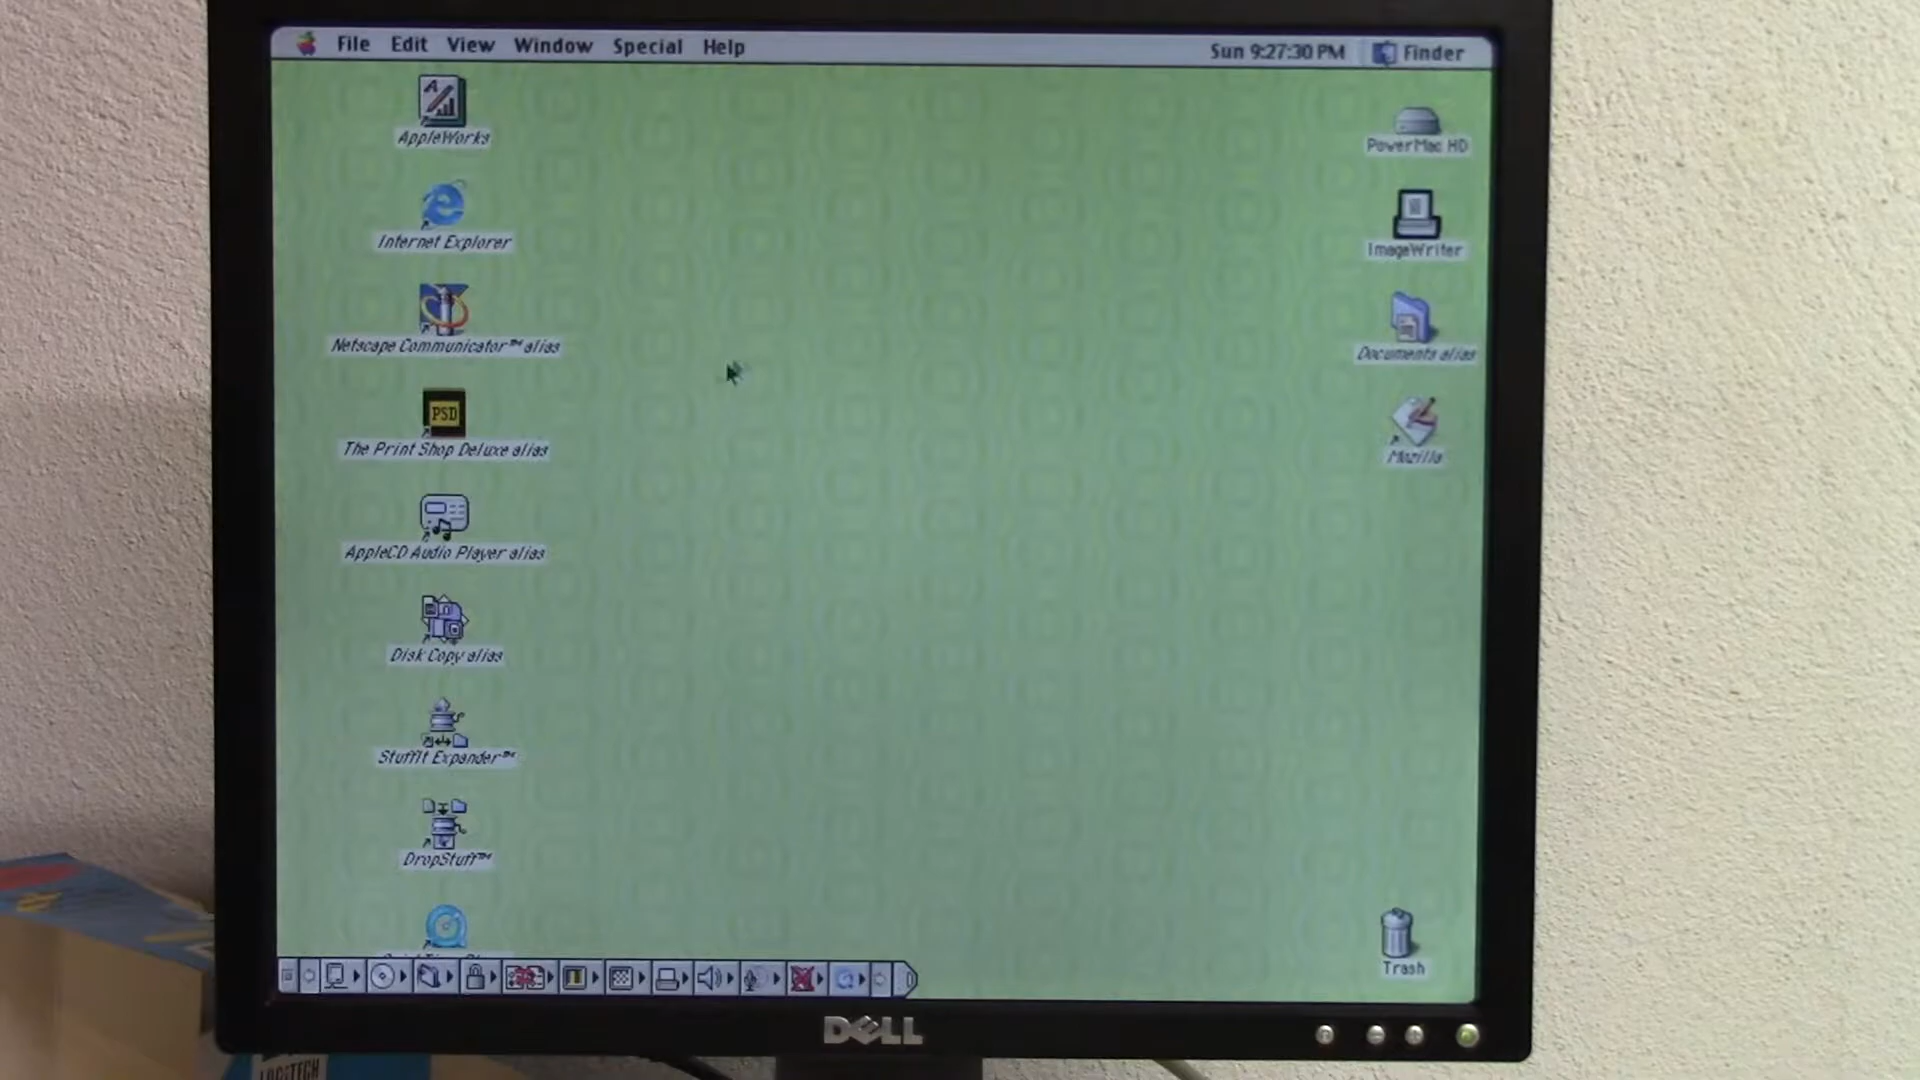 File Edit View Window Special Help
Sun 9:27:30 PM Finder
AppleWorks
Internet Explorer
Netscape Communicator™ alias
PSD
The Print Shop Deluxe alias
AppleCD Audio Player alias
Disk Copy alias
StuffIt Expander™
DropStuff™
PowerMac HD
ImageWriter
Documents alias
Mozilla
Trash
DELL
LOGITECH